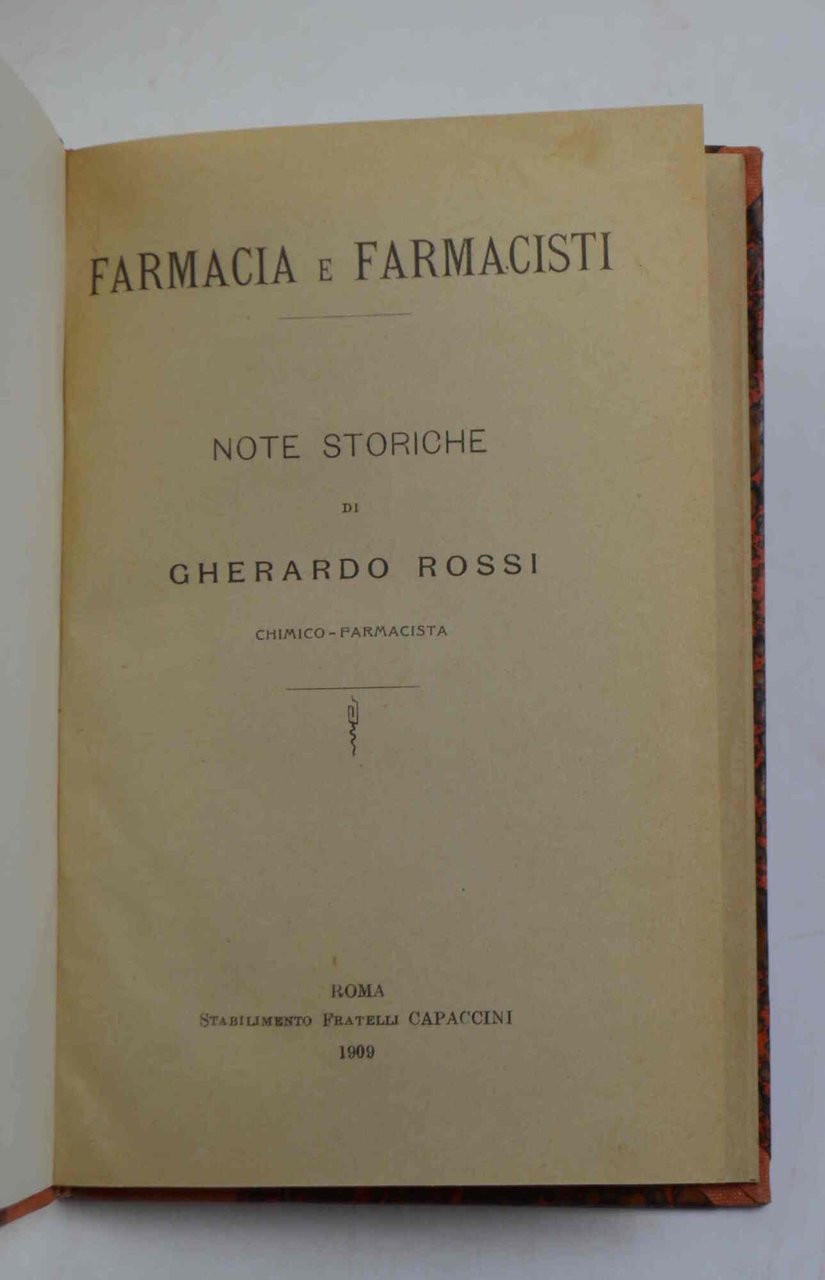 FARMACIA E FARMACISTI
NOTE STORICHE
DI
GHERARDO ROSSI
CHIMICO-FARMACISTA
ROMA
STABILIMENTO FRATELLI CAPACCINI
1909